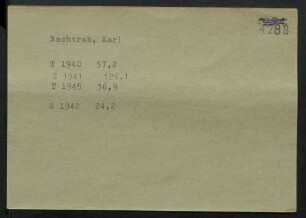 4288
Nachtrab, Karl
T 1940 57,2
S 1941 126,1
T 1945 36,9
S 1942 24,2